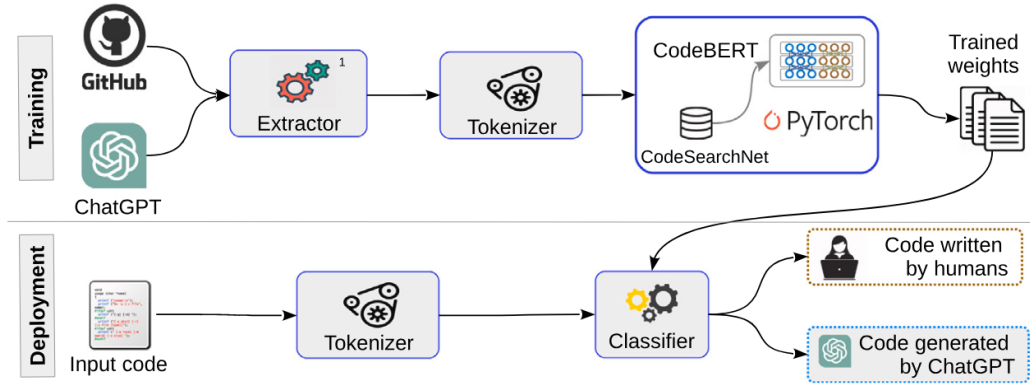 Training
GitHub
ChatGPT
1
Extractor
Tokenizer
CodeBERT
CodeSearchNet
PyTorch
Trained
weights
Deployment
Input code
Tokenizer
Classifier
Code written
by humans
Code generated
by ChatGPT